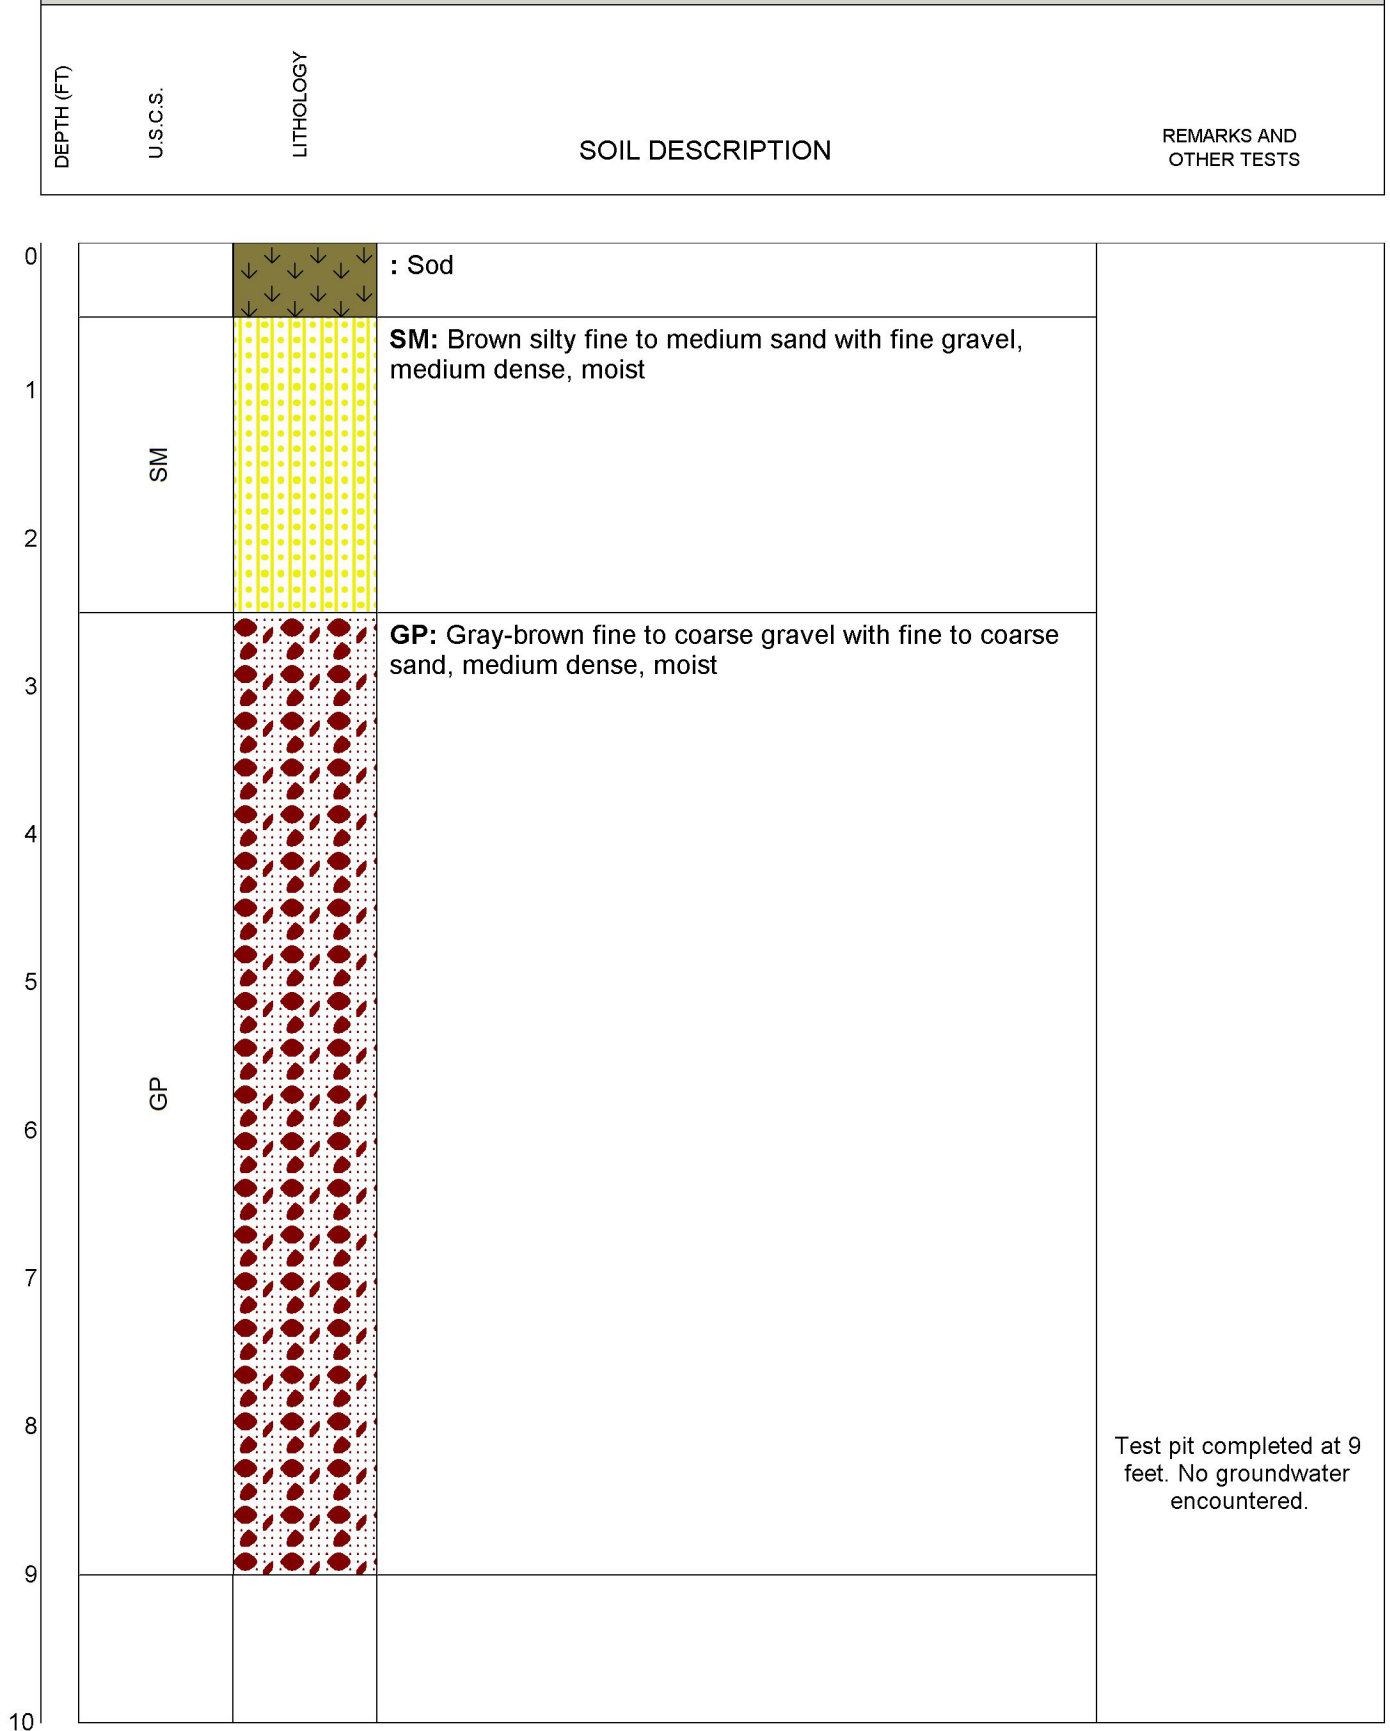 DEPTH (FT)
U.S.C.S.
LITHOLOGY
SOIL DESCRIPTION
REMARKS AND
OTHER TESTS
0
: Sod
SM: Brown silty fine to medium sand with fine gravel,
medium dense, moist
1
SM
2
GP: Gray-brown fine to coarse gravel with fine to coarse
sand, medium dense, moist
3
4
5
GP
6
7
8
Test pit completed at 9
feet. No groundwater
encountered.
9
10